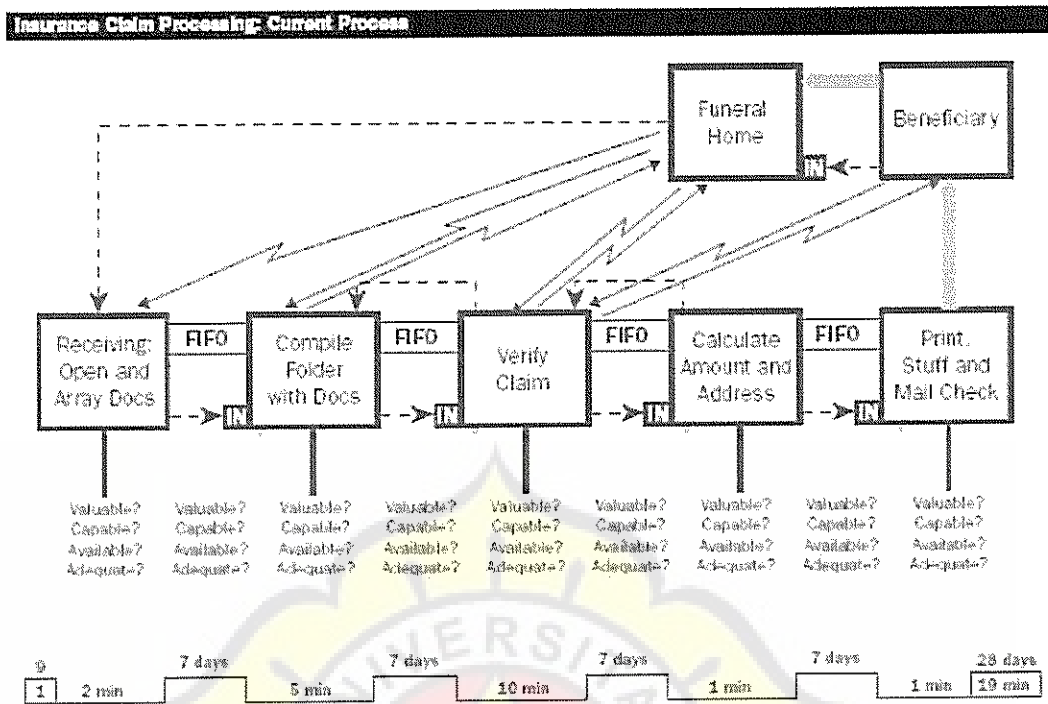 Insurance Claim Processing: Current Process
Funeral
Home
Beneficiary
IN
Receiving:
Open and
Array Docs
FIFO
IN
Compile
Folder
with Docs
FIFO
IN
Verify
Claim
FIFO
IN
Calculate
Amount and
Address
FIFO
IN
Print,
Stuff and
Mail Check
Valuable?
Capable?
Available?
Adequate?
Valuable?
Capable?
Available?
Adequate?
Valuable?
Capable?
Available?
Adequate?
Valuable?
Capable?
Available?
Adequate?
Valuable?
Capable?
Available?
Adequate?
Valuable?
Capable?
Available?
Adequate?
Valuable?
Capable?
Available?
Adequate?
Valuable?
Capable?
Available?
Adequate?
Valuable?
Capable?
Available?
Adequate?
7 days
7 days
7 days
7 days
28 days
1
2 min
5 min
10 min
1 min
1 min
19 min
UNIVERSI